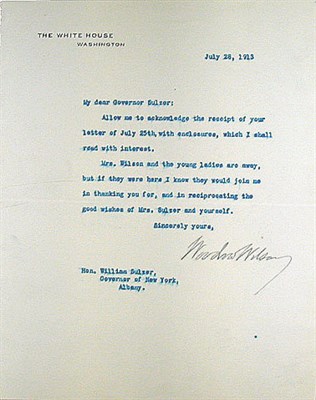 THE WHITE HOUSE
WASHINGTON
July 28, 1913
My dear Governor Sulzer:
Allow me to acknowledge the receipt of your
letter of July 25th, with enclosures, which I shall
read with interest.
Mrs. Wilson and the young ladies are away,
but if they were here I know they would join me
in thanking you for, and in reciprocating the
good wishes of Mrs. Sulzer and yourself.
Sincerely yours,
Woodrow Wilson
Hon. William Sulzer,
Governor of New York,
Albany.